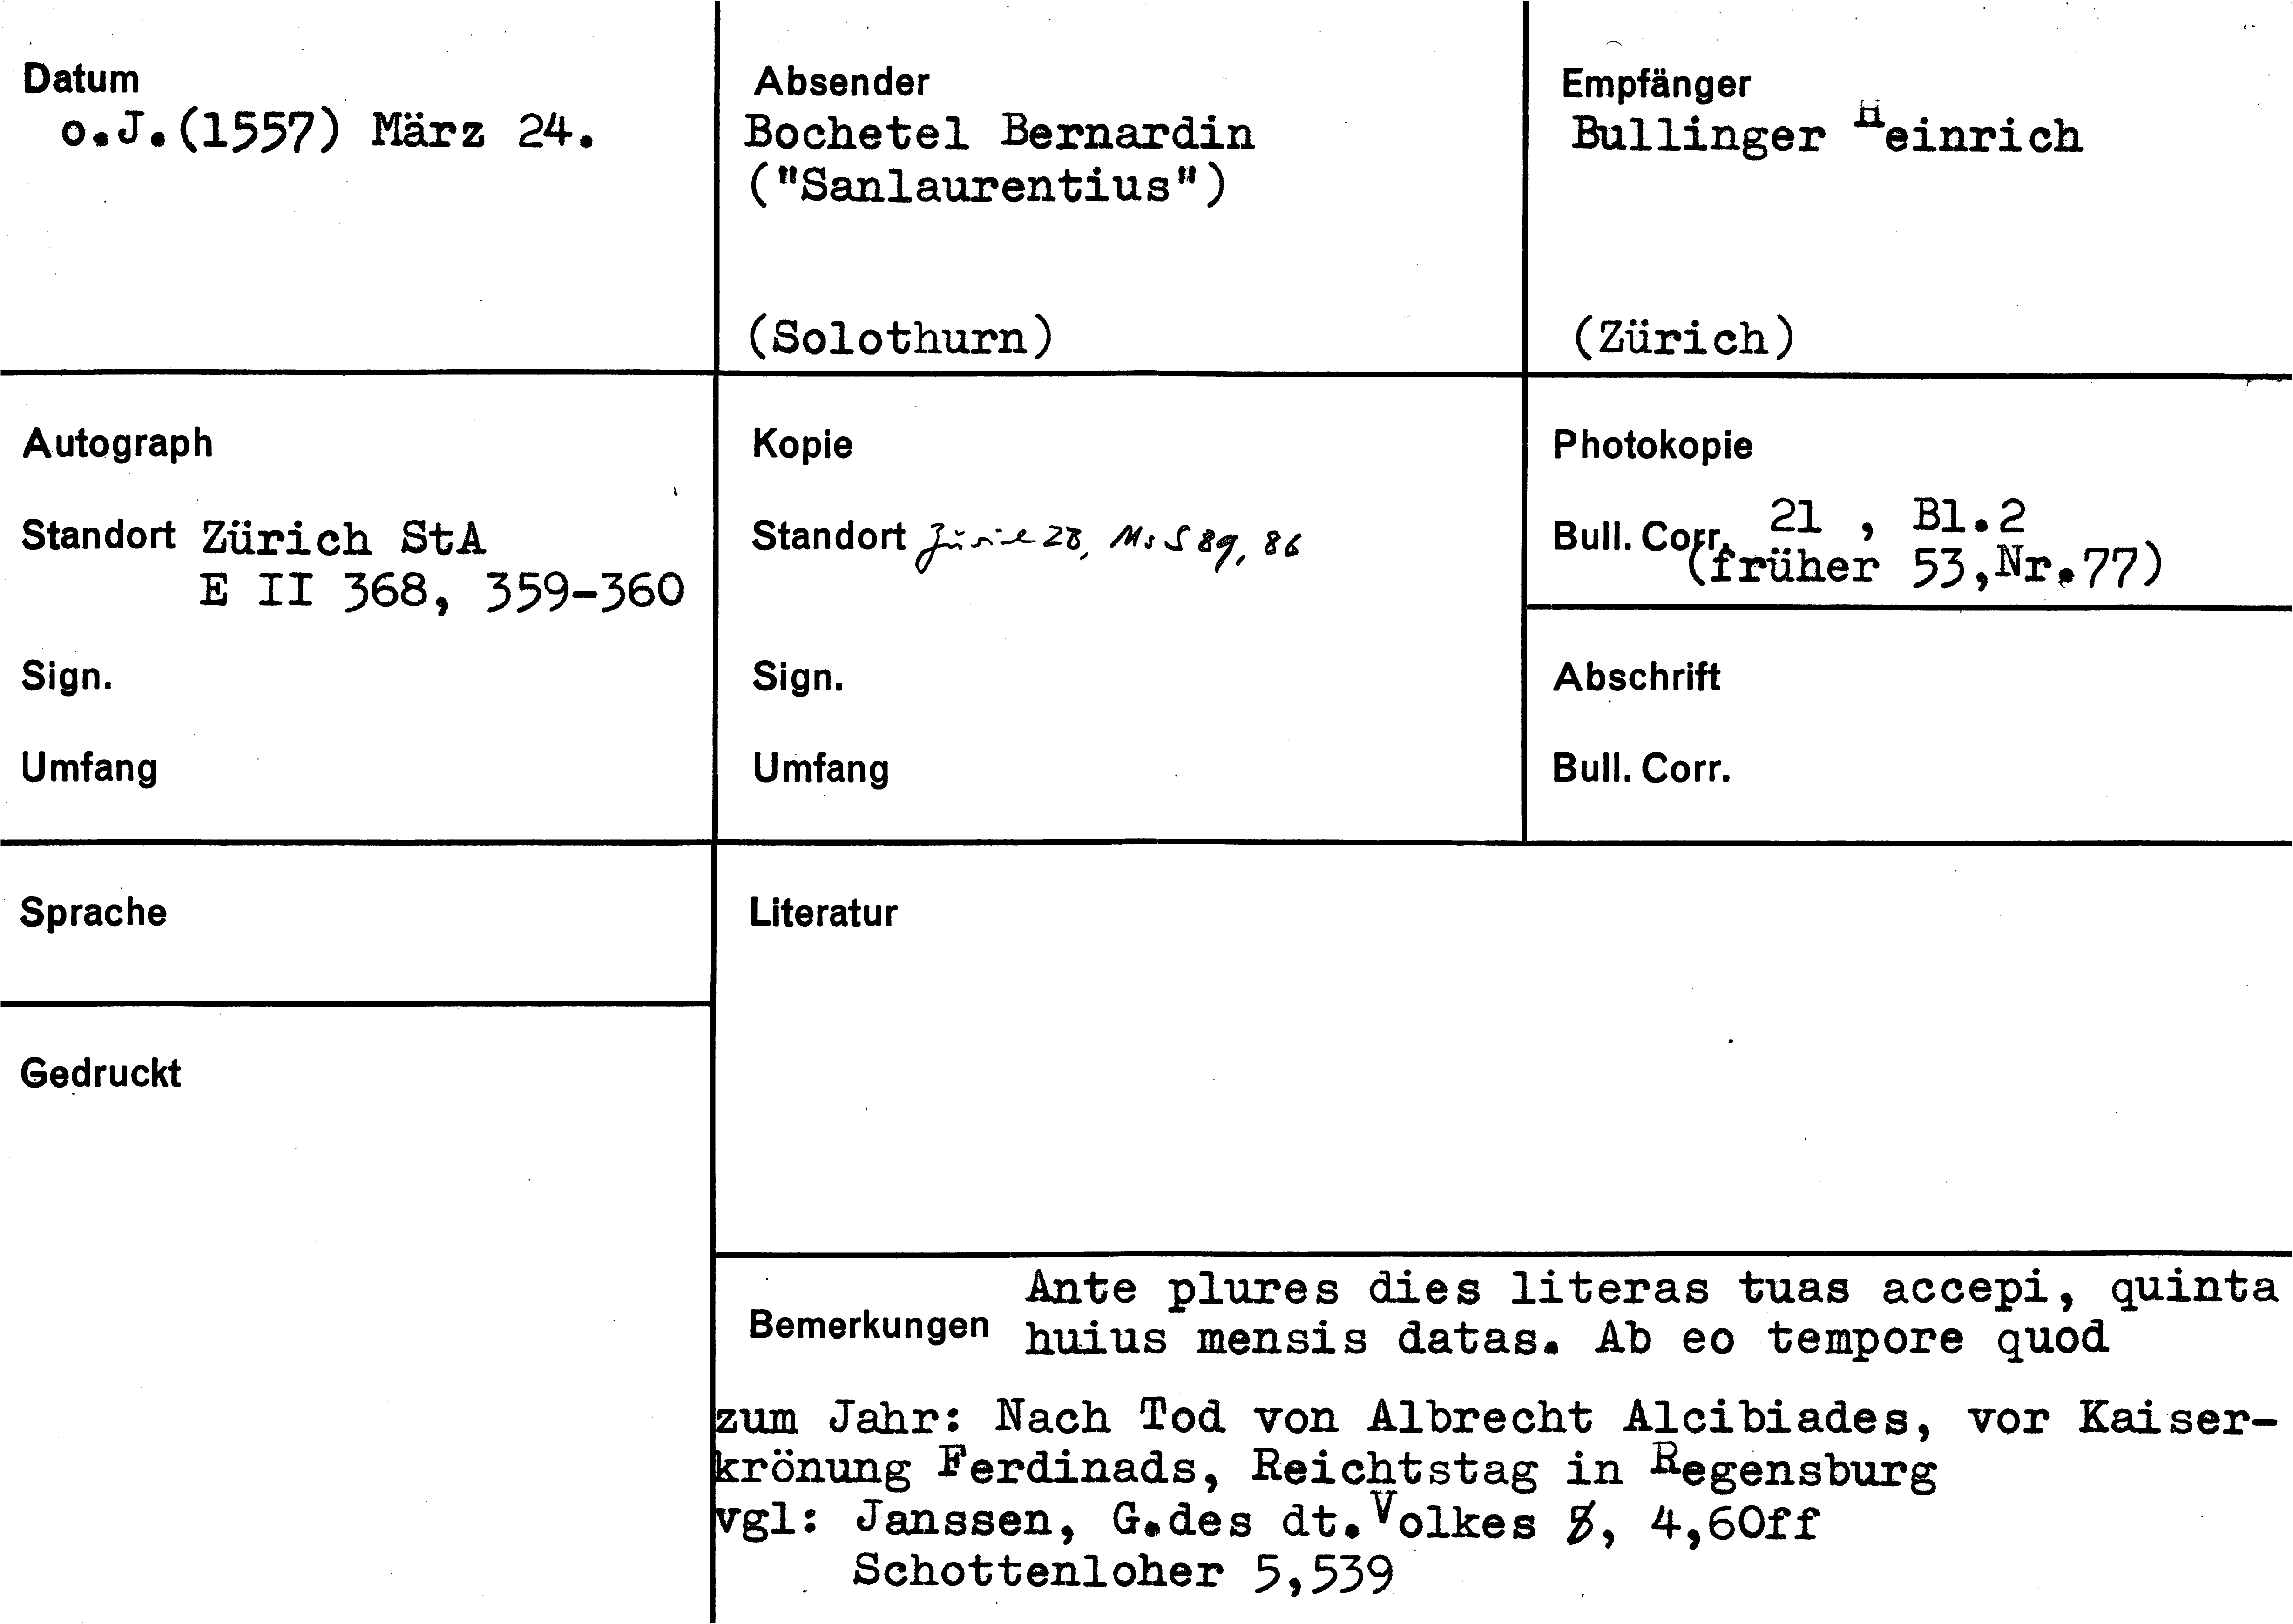 Datum
o.J.(1557) März 24.
Absender
Bochetel Bernardin
("Sanlaurentius")
(Solothurn)
Empfänger
Bullinger Heinrich
(Zürich)
Autograph
Standort Zürich StA
E II 368, 359-360
Sign.
Umfang
Kopie
Standort Zürich ZB, Ms S 89, 86
Sign.
Umfang
Photokopie
Bull. Corr. 21 , Bl.2
(früher 53,Nr.77)
Abschrift
Bull. Corr.
Sprache
Gedruckt
Literatur
Bemerkungen
Ante plures dies literas tuas accepi, quinta
huius mensis datas. Ab eo tempore quod
zum Jahr: Nach Tod von Albrecht Alcibiades, vor Kaiser-
krönung Ferdinads, Reichtstag in Regensburg
vgl: Janssen, G.des dt.Volkes , 4,60ff
Schottenloher 5,539